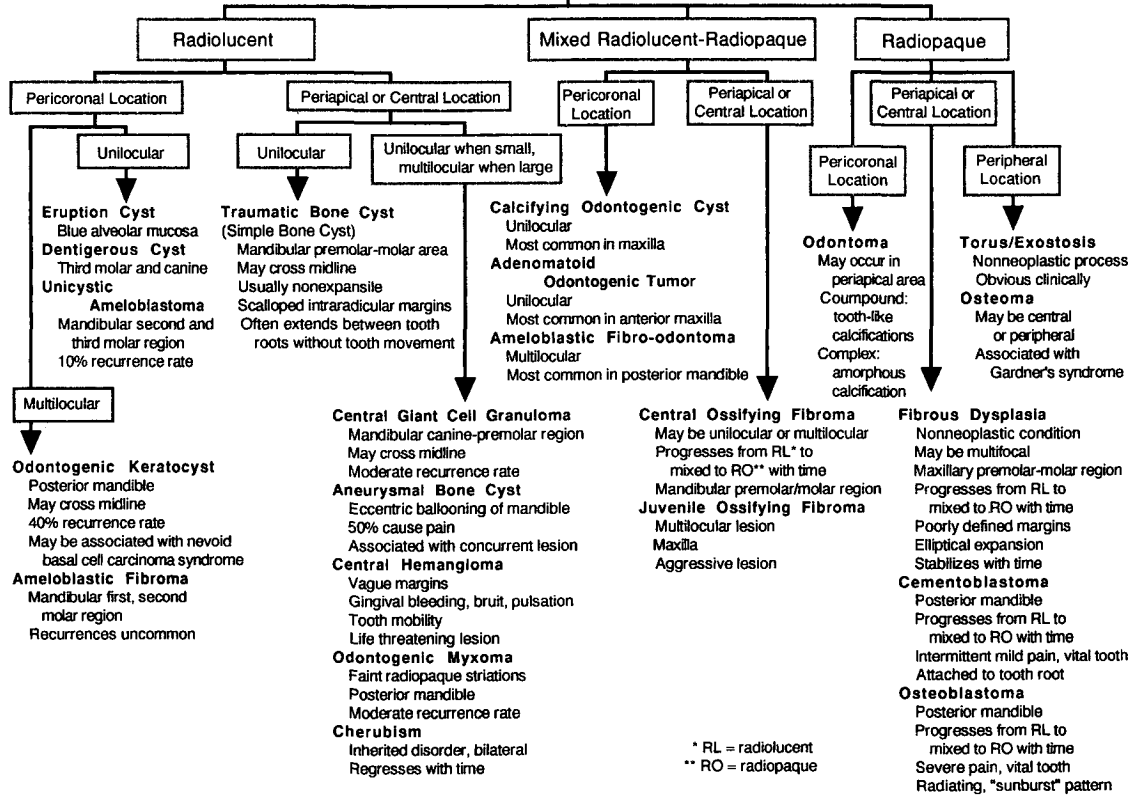 Radiolucent
Mixed Radiolucent-Radiopaque
Radiopaque
Pericoronal Location
Periapical or Central Location
Pericoronal
Location
Periapical or
Central Location
Periapical or
Central Location
Unilocular
Unilocular
Unilocular when small,
multilocular when large
Pericoronal
Location
Peripheral
Location
Eruption Cyst
Blue alveolar mucosa
Dentigerous Cyst
Third molar and canine
Unicystic
Ameloblastoma
Mandibular second and
third molar region
10% recurrence rate
Multilocular
Odontogenic Keratocyst
Posterior mandible
May cross midline
40% recurrence rate
May be associated with nevoid
basal cell carcinoma syndrome
Ameloblastic Fibroma
Mandibular first, second
molar region
Recurrences uncommon
Traumatic Bone Cyst
(Simple Bone Cyst)
Mandibular premolar-molar area
May cross midline
Usually nonexpansile
Scalloped intraradicular margins
Often extends between tooth
roots without tooth movement
Central Giant Cell Granuloma
Mandibular canine-premolar region
May cross midline
Moderate recurrence rate
Aneurysmal Bone Cyst
Eccentric ballooning of mandible
50% cause pain
Associated with concurrent lesion
Central Hemangioma
Vague margins
Gingival bleeding, bruit, pulsation
Tooth mobility
Life threatening lesion
Odontogenic Myxoma
Faint radiopaque striations
Posterior mandible
Moderate recurrence rate
Cherubism
Inherited disorder, bilateral
Regresses with time
Calcifying Odontogenic Cyst
Unilocular
Most common in maxilla
Adenomatoid
Odontogenic Tumor
Unilocular
Most common in anterior maxilla
Ameloblastic Fibro-odontoma
Multilocular
Most common in posterior mandible
Central Ossifying Fibroma
May be unilocular or multilocular
Progresses from RL* to
mixed to RO** with time
Mandibular premolar/molar region
Juvenile Ossifying Fibroma
Multilocular lesion
Maxilla
Aggressive lesion
Odontoma
May occur in
periapical area
Coumpound:
tooth-like
calcifications
Complex:
amorphous
calcification
Torus/Exostosis
Nonneoplastic process
Obvious clinically
Osteoma
May be central
or peripheral
Associated with
Gardner's syndrome
Fibrous Dysplasia
Nonneoplastic condition
May be multifocal
Maxillary premolar-molar region
Progresses from RL to
mixed to RO with time
Poorly defined margins
Elliptical expansion
Stabilizes with time
Cementoblastoma
Posterior mandible
Progresses from RL to
mixed to RO with time
Intermittent mild pain, vital tooth
Attached to tooth root
Osteoblastoma
Posterior mandible
Progresses from RL to
mixed to RO with time
Severe pain, vital tooth
Radiating, "sunburst" pattern
* RL = radiolucent
** RO = radiopaque